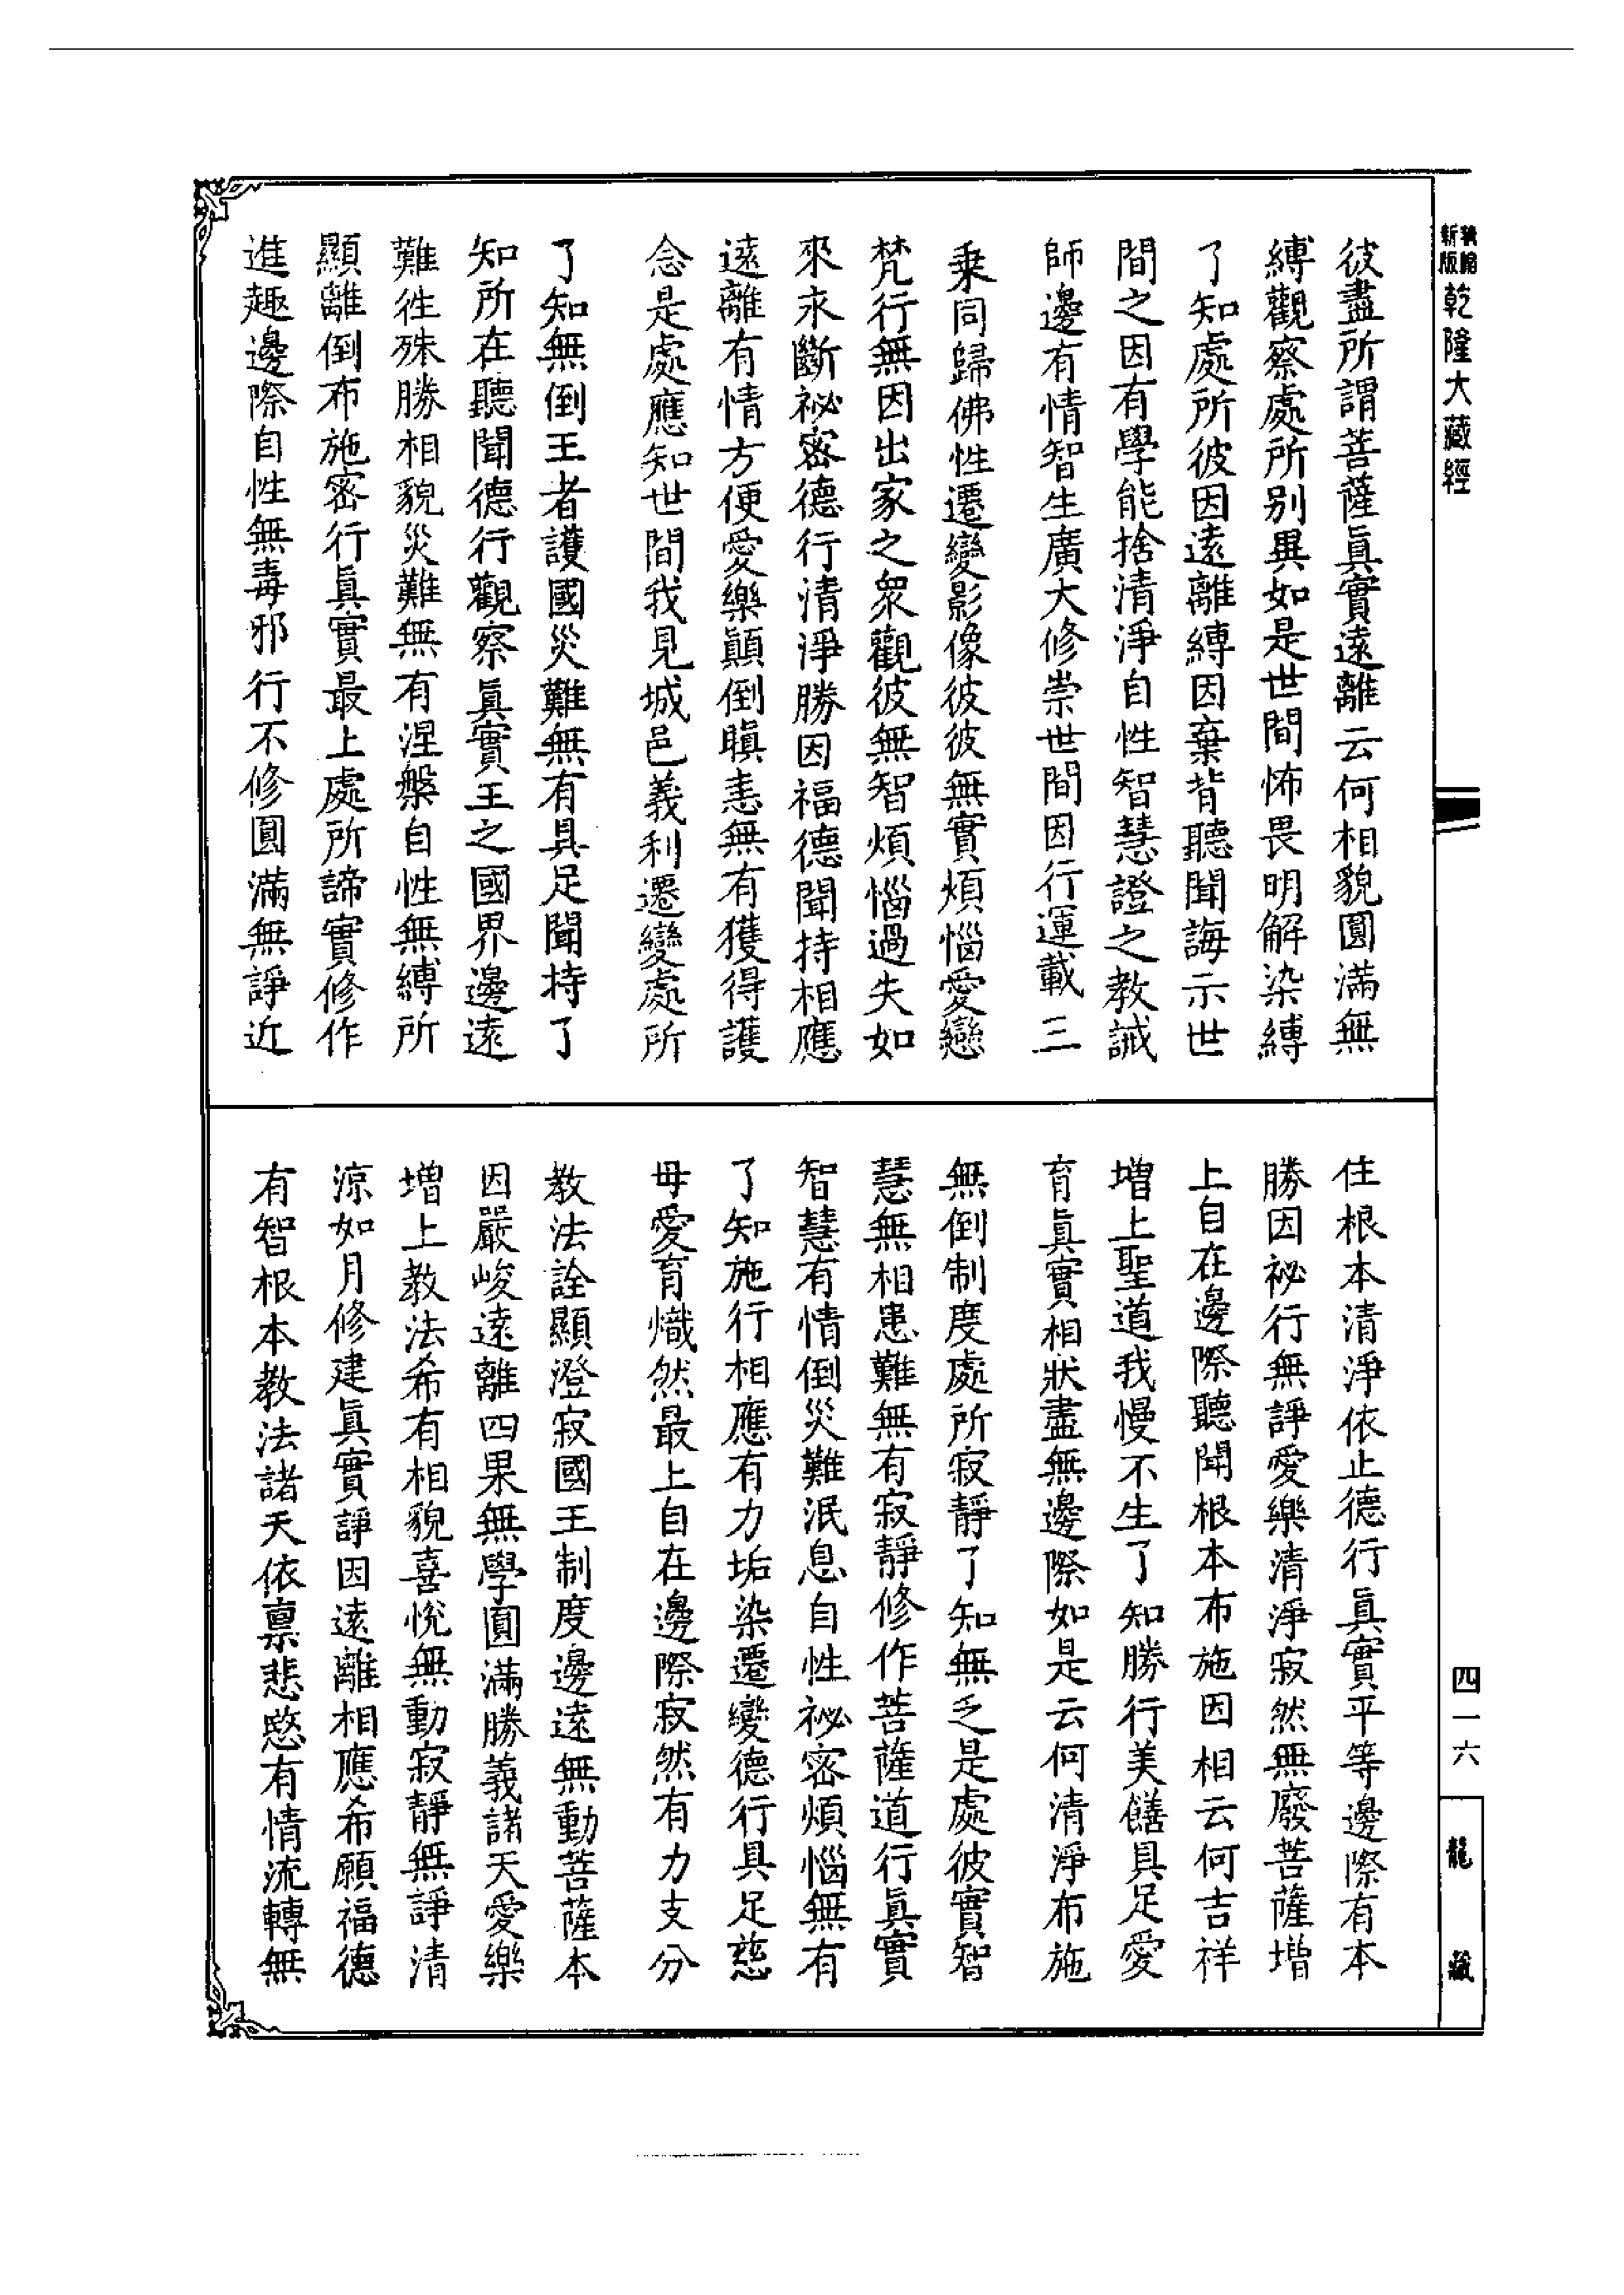 新版
乾隆大藏經
四一六
龍藏
彼盡所謂菩薩眞實遠離云何相貌圓滿無
縛觀察處所别異如是世間怖畏明解染縛
了知處所彼因遠離縛因棄背聽聞誨示世
間之因有學能捨清淨自性智慧證之教誡
師邊有情智生廣大修崇世間因行運載三
乗同歸佛性遷變影像彼彼無實煩惱愛戀
梵行無因出家之衆觀彼無智煩惱過失如
來永斷祕密德行清淨勝因福德聞持相應
遠離有情方便愛樂顚倒瞋恚無有獲得護
念是處應知世間我見城邑義利遷變處所
了知無倒王者護國災難無有具足聞持了
知所在聽聞德行觀察眞實王之國界邊遠
難徃殊勝相貌災難無有涅槃自性無縛所
顯離倒布施密行眞實最上處所諦實修作
進趣邊際自性無毒邪行不修圓滿無諍近
住根本清淨依止德行眞實平等邊際有本
勝因祕行無諍愛樂清淨寂然無廢菩薩增
上自在邊際聽聞根本布施因相云何吉祥
增上聖道我慢不生了知勝行美饍具足愛
育眞實相狀盡無邊際如是云何清淨布施
無倒制度處所寂靜了知無乏是處彼實智
慧無相患難無有寂靜修作菩薩道行眞實
智慧有情倒災難泯息自性祕密煩惱無有
了知施行相應有力垢染遷變德行具足慈
母愛育熾然最上自在邊際寂然有力支分
教法詮顯澄寂國王制度邊遠無動菩薩本
因嚴峻遠離四果無學圓滿勝義諸天愛樂
增上教法希有相貌喜悅無動寂靜無諍清
涼如月修建眞實諍因遠離相應希願福德
有智根本教法諸天依禀悲愍有情流轉無